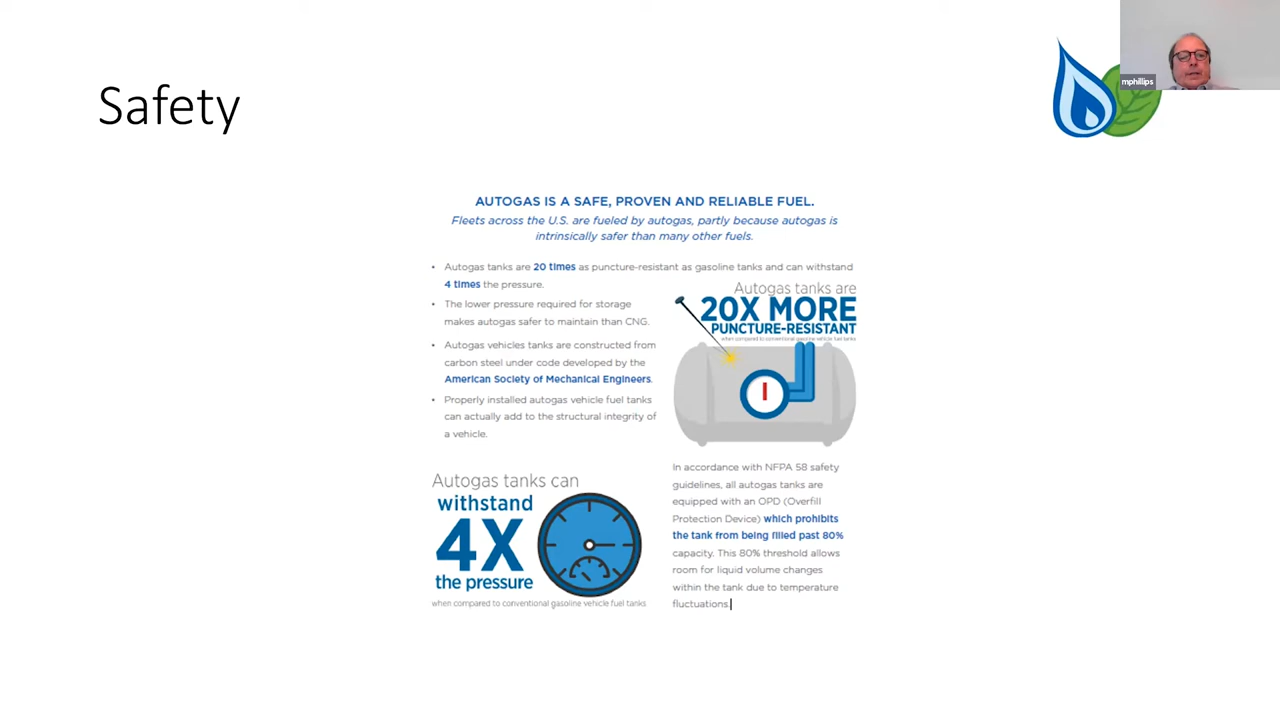 mphillips
Safety
AUTOGAS IS A SAFE, PROVEN AND RELIABLE FUEL.
Fleets across the U.S. are fueled by autogas, partly because autogas is
intrinsically safer than many other fuels.
• Autogas tanks are 20 times as puncture-resistant as gasoline tanks and can withstand
4 times the pressure.
• The lower pressure required for storage
makes autogas safer to maintain than CNG.
• Autogas vehicles tanks are constructed from
carbon steel under code developed by the
American Society of Mechanical Engineers.
• Properly installed autogas vehicle fuel tanks
can actually add to the structural integrity of
a vehicle.
Autogas tanks are
20X MORE
PUNCTURE-RESISTANT
when compared to conventional gasoline vehicle fuel tanks
Autogas tanks can
withstand
4X
the pressure
when compared to conventional gasoline vehicle fuel tanks
In accordance with NFPA 58 safety
guidelines, all autogas tanks are
equipped with an OPD (Overfill
Protection Device) which prohibits
the tank from being filled past 80%
capacity. This 80% threshold allows
room for liquid volume changes
within the tank due to temperature
fluctuations.